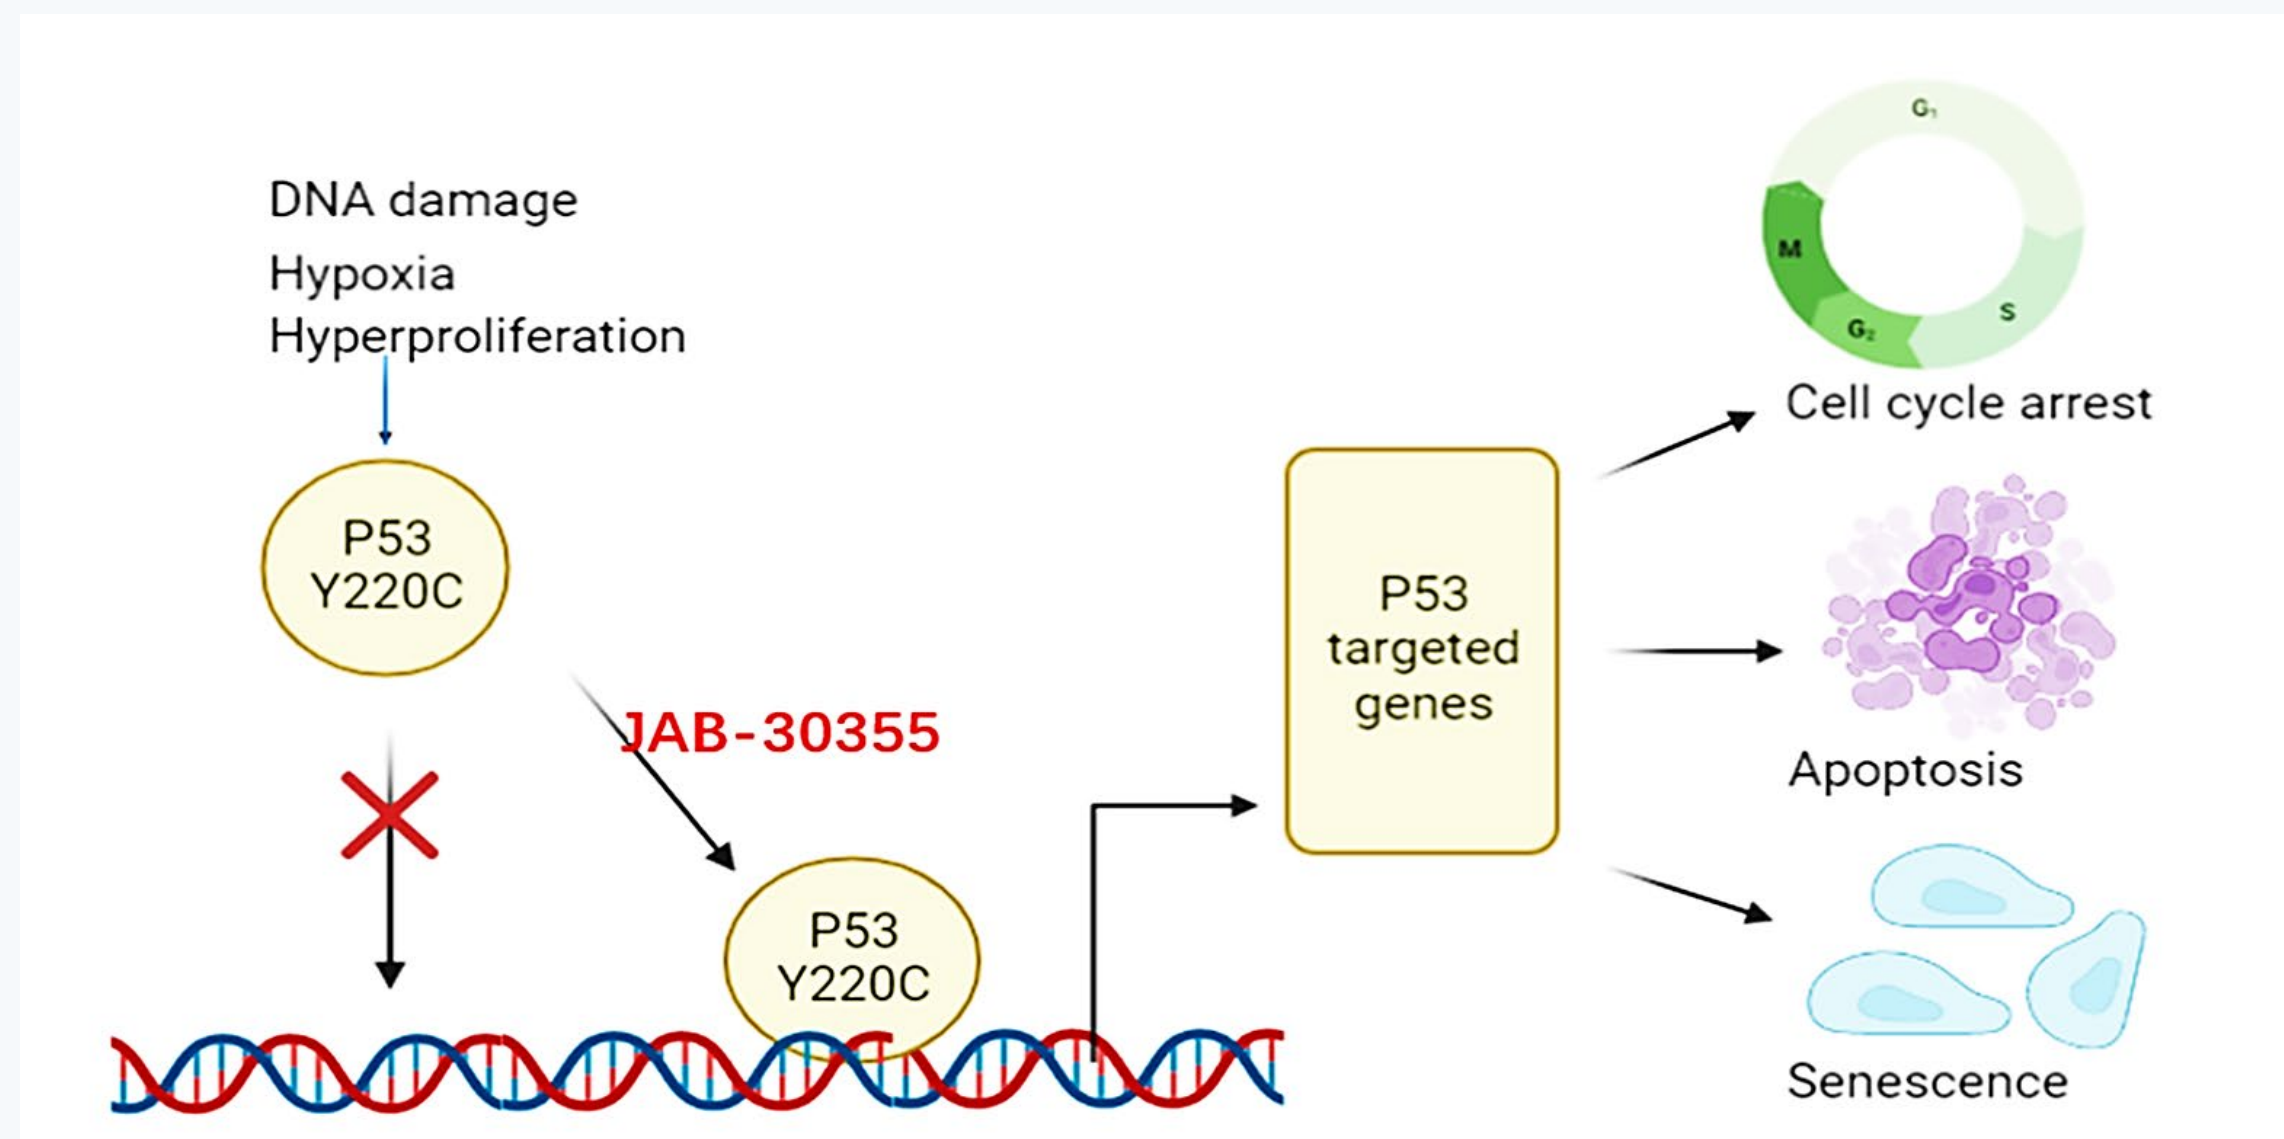 DNA damage
Hypoxia
Hyperproliferation
P53
Y220C
JAB-30355
P53
Y220C
P53
targeted
genes
G₁
M
S
G₂
Cell cycle arrest
Apoptosis
Senescence